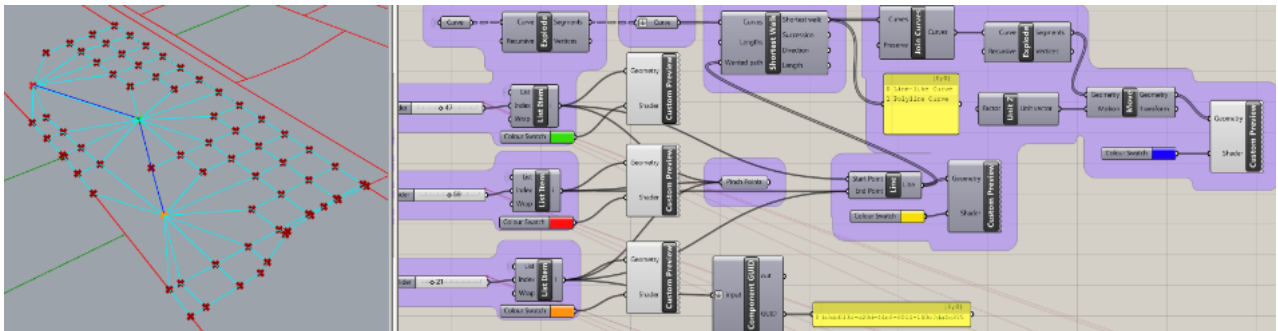 Curve
Curve
Segments
Recursive
Vertices
Explode
Curve
Curves
Lengths
Wanted path
Shortest Walk
Shortest walk
Succession
Direction
Length
Curves
Preserve
Join Curves
Curves
Curve
Recursive
Explode
Segments
Vertices
{0;0}
0 Line-like Curve
1 Polyline Curve
Factor
Unit Z
Unit vector
Geometry
Motion
Move
Geometry
Transform
Geometry
Shader
Custom Preview
Colour Swatch
Geometry
Shader
Custom Preview
47
List
Index
Wrap
List Item
i
Colour Swatch
Geometry
Shader
Custom Preview
List
Index
Wrap
List Item
i
Colour Swatch
Pinch Points
Start Point
End Point
Line
Line
Geometry
Shader
Custom Preview
Colour Swatch
21
List
Index
Wrap
List Item
i
Colour Swatch
Geometry
Shader
Custom Preview
input
Component GUID
out
GUID
{0;0}